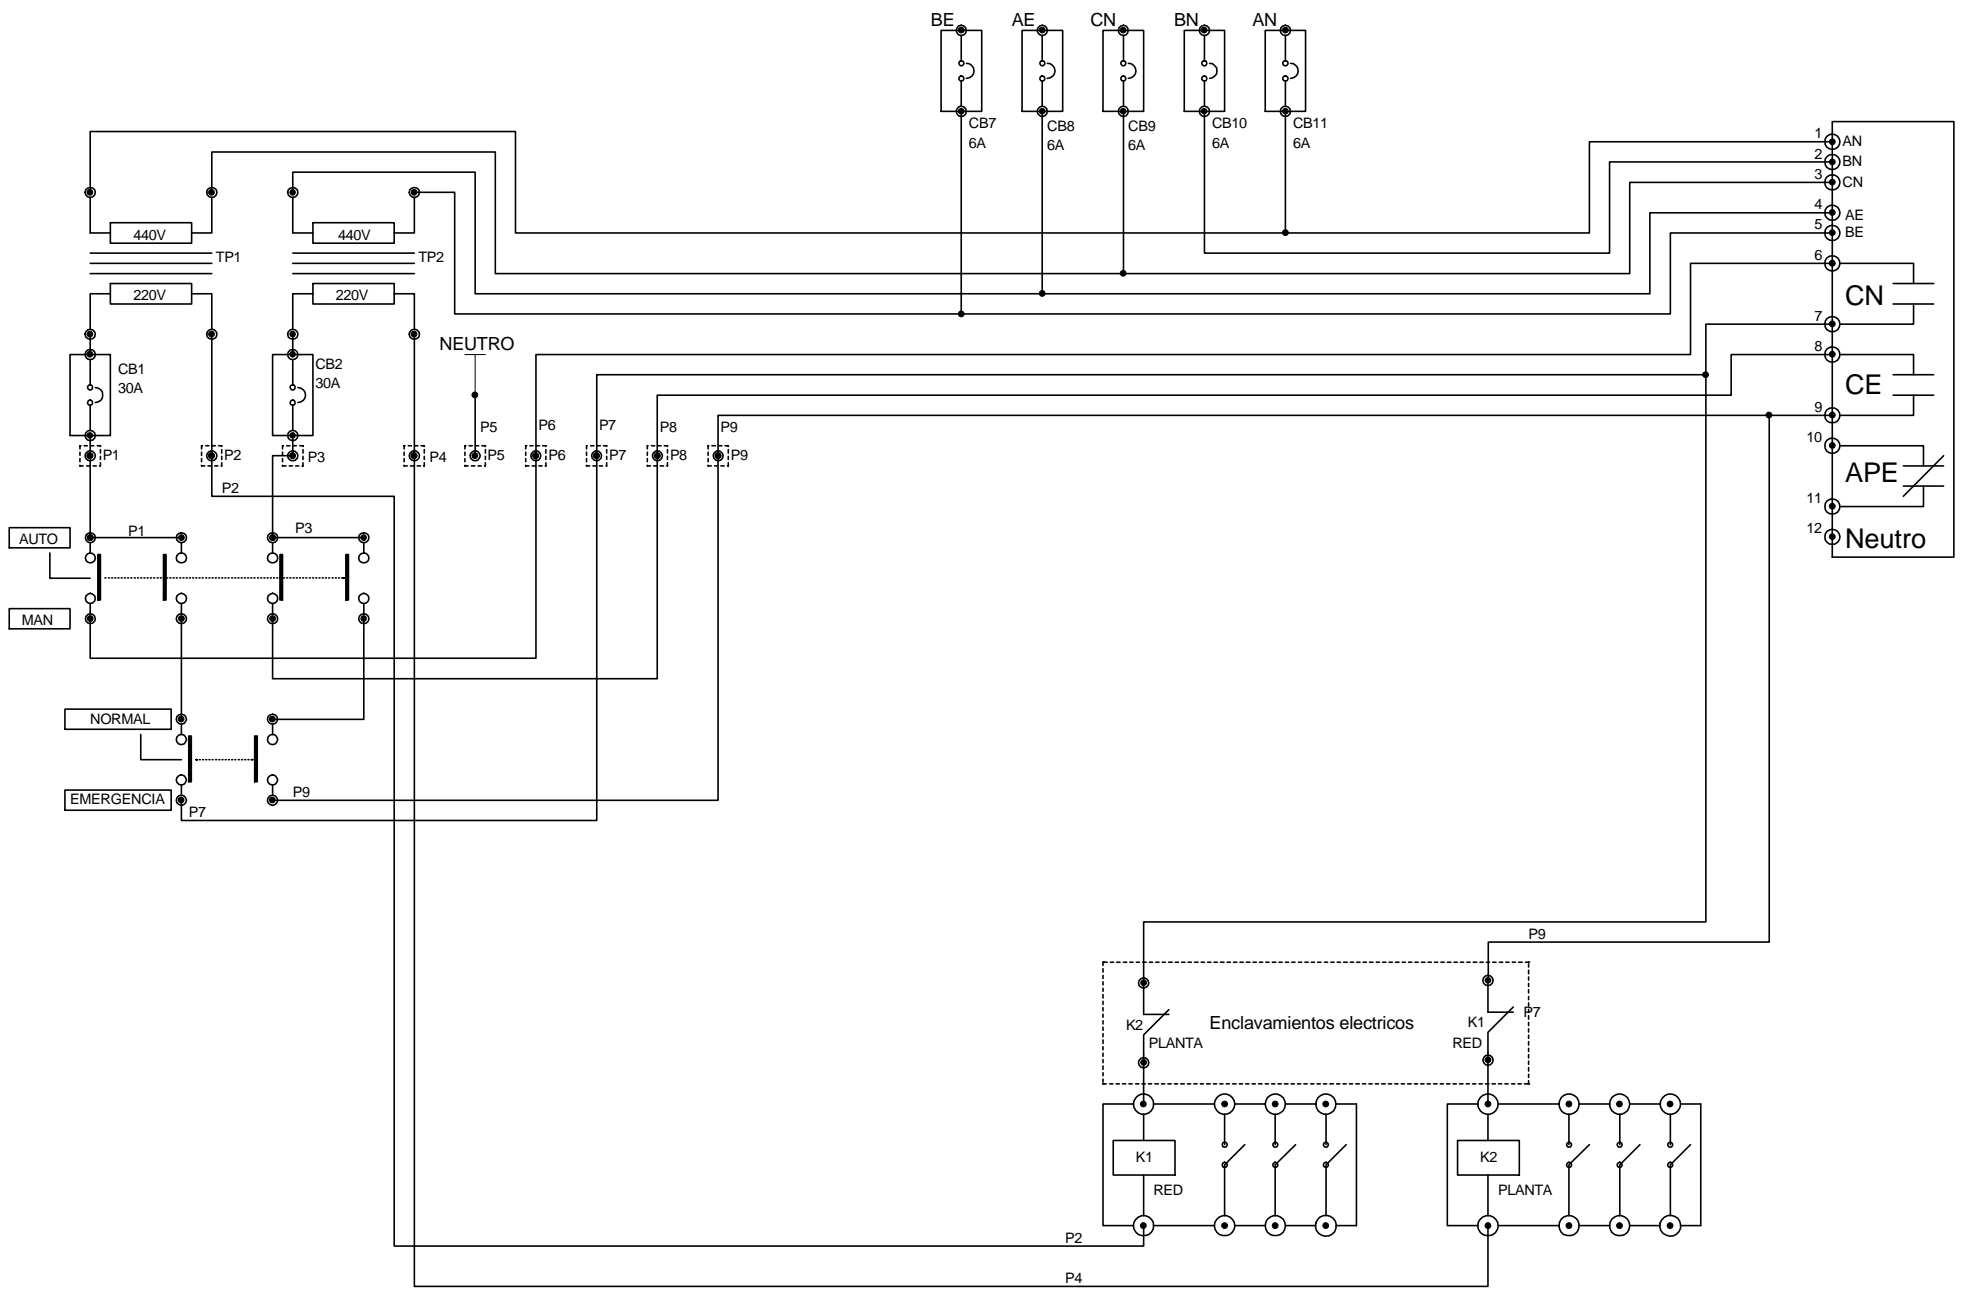 BE AE CN BN AN
CB7 CB8 CB9 CB10 CB11
6A 6A 6A 6A 6A
1 AN
2 BN
3 CN
4 AE
5 BE
440V TP1 440V TP2
220V 220V
6
CN
7
NEUTRO
8
CB1 CB2
30A 30A
CE
9
P5 P6 P7 P8 P9
10
P1 P2 P3 P4 P5 P6 P7 P8 P9
APE
P2
11
P1 P3
12 Neutro
AUTO
MAN
NORMAL
EMERGENCIA
P9
P7
P9
K2 Enclavamientos electricos K1 P7
PLANTA RED
K1 K2
RED PLANTA
P2
P4